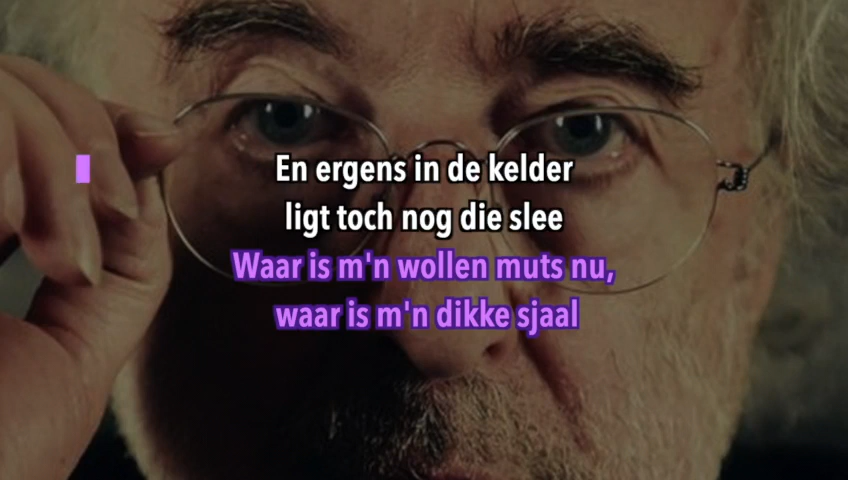 En ergens in de kelder
ligt toch nog die slee
Waar is m'n wollen muts nu,
waar is m'n dikke sjaal